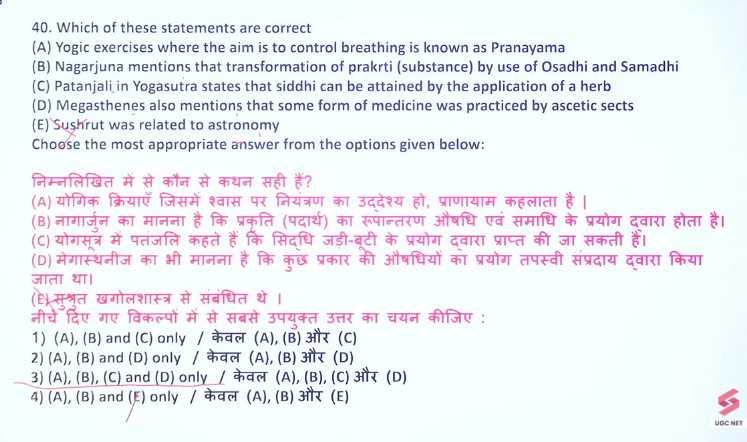 40. Which of these statements are correct
(A) Yogic exercises where the aim is to control breathing is known as Pranayama
(B) Nagarjuna mentions that transformation of prakrti (substance) by use of Osadhi and Samadhi
(C) Patanjali in Yogasutra states that siddhi can be attained by the application of a herb
(D) Megasthenes also mentions that some form of medicine was practiced by ascetic sects
(E) Sushrut was related to astronomy
Choose the most appropriate answer from the options given below:
निम्नलिखित में से कौन से कथन सही हैं?
(A) योगिक क्रियाएँ जिसमें श्वास पर नियंत्रण का उद्देश्य हो, प्राणायाम कहलाता है |
(B) नागार्जुन का मानना है कि प्रकृति (पदार्थ) का रूपान्तरण औषधि एवं समाधि के प्रयोग द्वारा होता है।
(C) योगसूत्र में पतंजलि कहते हैं कि सिद्धि जड़ी-बूटी के प्रयोग द्वारा प्राप्त की जा सकती है।
(D) मेगास्थनीज का भी मानना है कि कुछ प्रकार की औषधियों का प्रयोग तपस्वी संप्रदाय द्वारा किया
जाता था।
(E) सुश्रुत खगोलशास्त्र से संबंधित थे ।
नीचे दिए गए विकल्पों में से सबसे उपयुक्त उत्तर का चयन कीजिए :
1) (A), (B) and (C) only / केवल (A), (B) और (C)
2) (A), (B) and (D) only / केवल (A), (B) और (D)
3) (A), (B), (C) and (D) only / केवल (A), (B), (C) और (D)
4) (A), (B) and (E) only / केवल (A), (B) और (E)
UGC NET